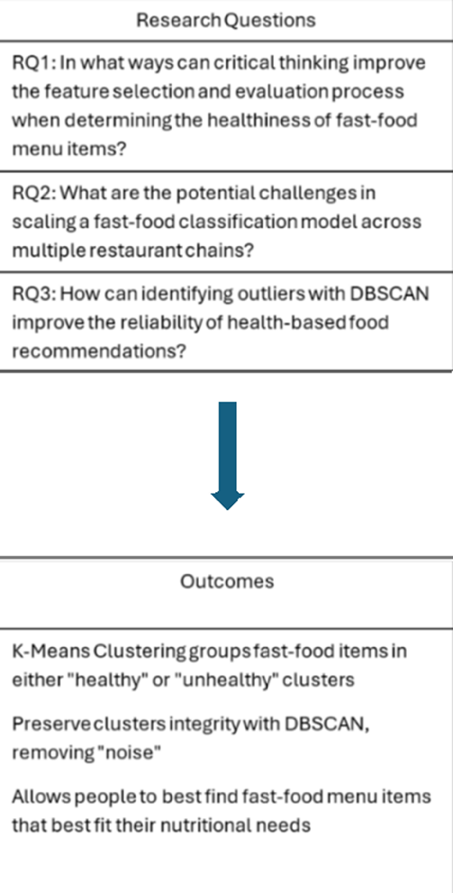 Research Questions
RQ1: In what ways can critical thinking improve
the feature selection and evaluation process
when determining the healthiness of fast-food
menu items?
RQ2: What are the potential challenges in
scaling a fast-food classification model across
multiple restaurant chains?
RQ3: How can identifying outliers with DBSCAN
improve the reliability of health-based food
recommendations?
Outcomes
K-Means Clustering groups fast-food items in
either "healthy" or "unhealthy" clusters
Preserve clusters integrity with DBSCAN,
removing "noise"
Allows people to best find fast-food menu items
that best fit their nutritional needs